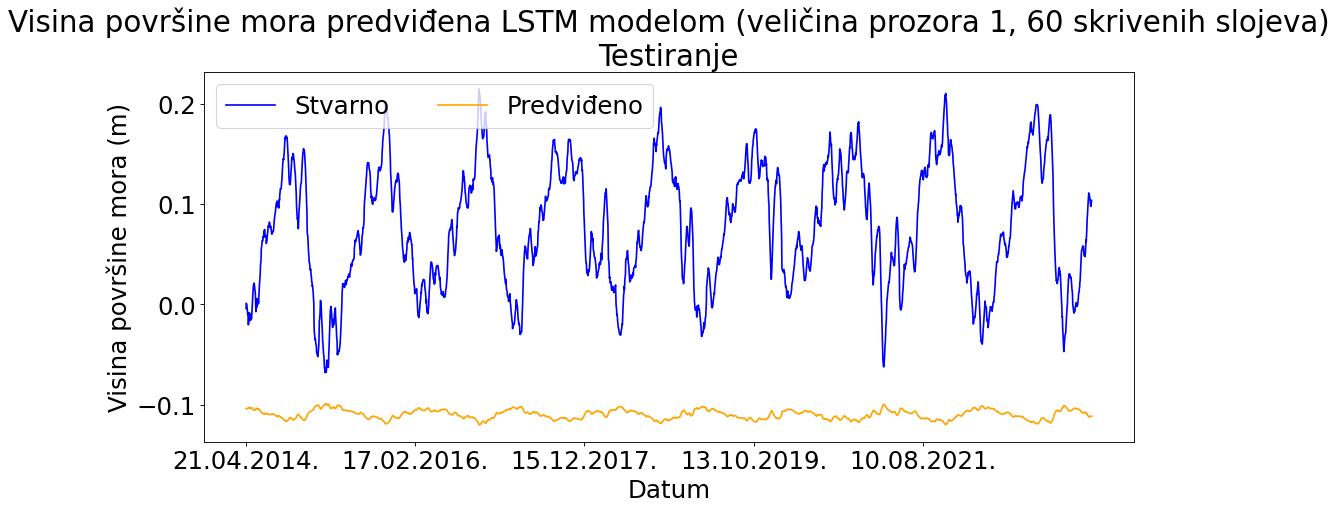 Visina površine mora predviđena LSTM modelom (veličina prozora 1, 60 skrivenih slojeva)
Testiranje
Stvarno Predviđeno
Visina površine mora (m)
0.2
0.1
0.0
−0.1
21.04.2014. 17.02.2016. 15.12.2017. 13.10.2019. 10.08.2021.
Datum